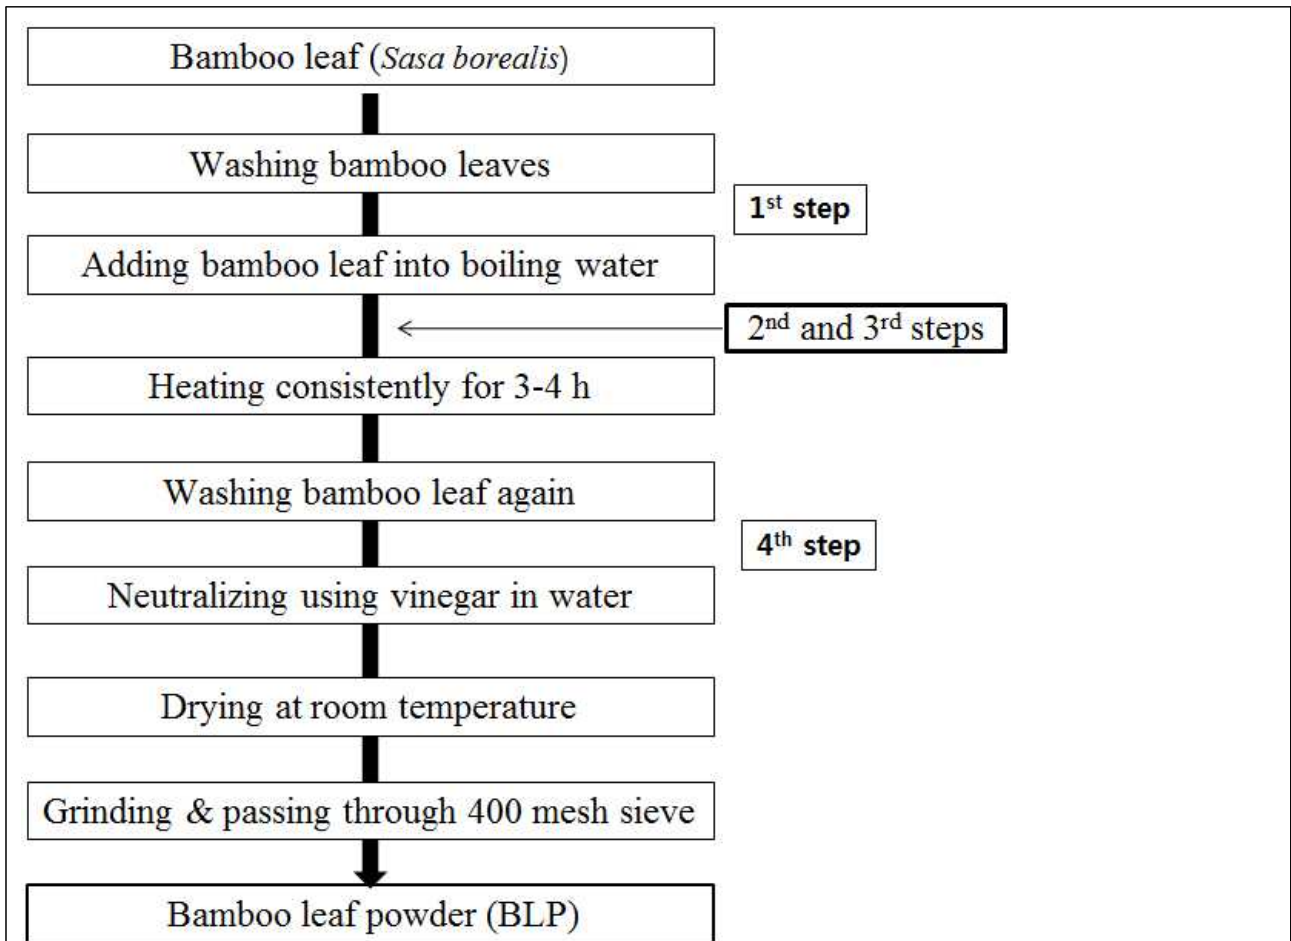 Bamboo leaf (Sasa borealis)
Washing bamboo leaves
1st step
Adding bamboo leaf into boiling water
2nd and 3rd steps
Heating consistently for 3-4 h
Washing bamboo leaf again
4th step
Neutralizing using vinegar in water
Drying at room temperature
Grinding & passing through 400 mesh sieve
Bamboo leaf powder (BLP)